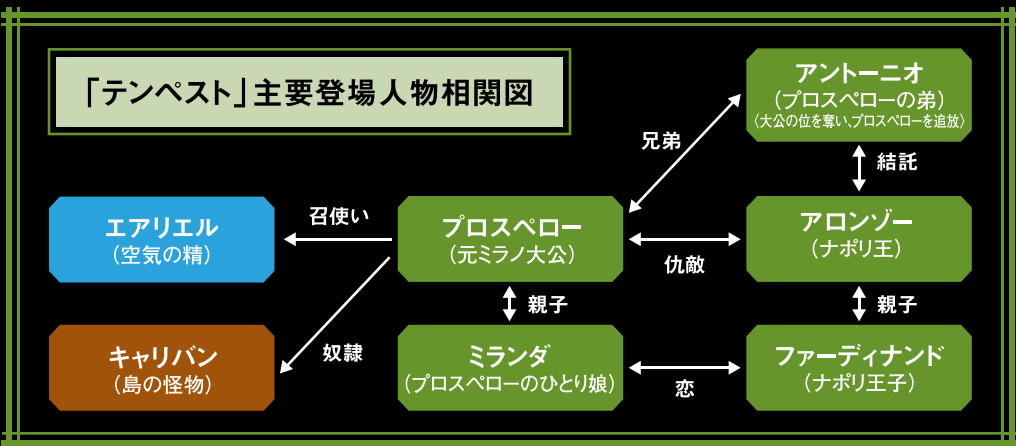 「テンペスト」主要登場人物相関図
アントーニオ
（プロスペローの弟）
（大公の位を奪い、プロスペローを追放）
兄弟
結託
召使い
エアリエル
（空気の精）
プロスペロー
（元ミラノ大公）
仇敵
アロンゾー
（ナポリ王）
親子
親子
奴隷
キャリバン
（島の怪物）
ミランダ
（プロスペローのひとり娘）
恋
ファーディナンド
（ナポリ王子）